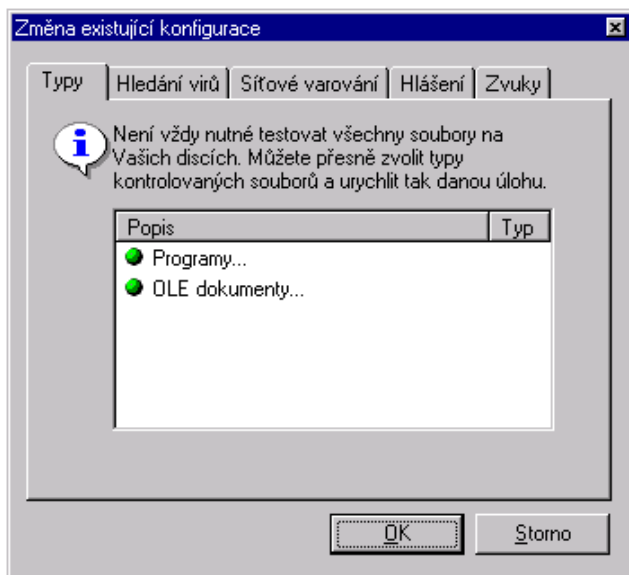 Změna existující konfigurace
Typy Hledání virů Síťové varování Hlášení Zvuky
Není vždy nutné testovat všechny soubory na
Vašich discích. Můžete přesně zvolit typy
kontrolovaných souborů a urychlit tak danou úlohu.
Popis Typ
Programy...
OLE dokumenty...
OK Storno